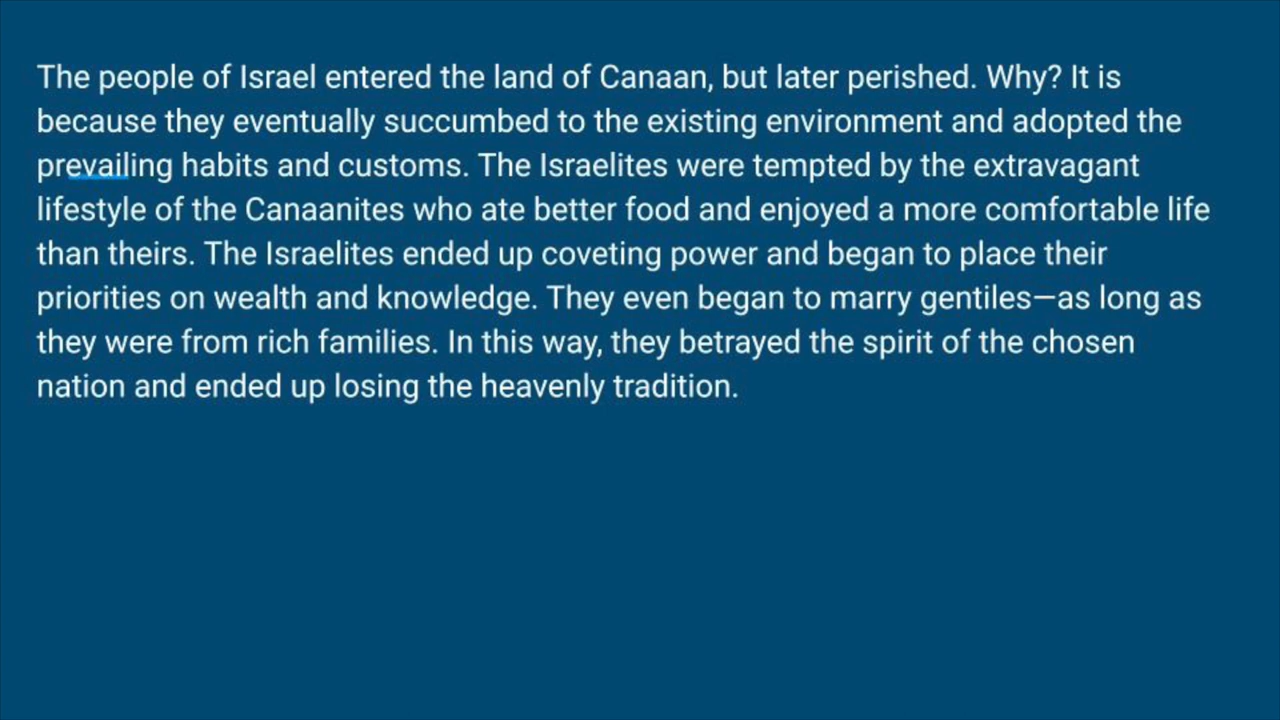 The people of Israel entered the land of Canaan, but later perished. Why? It is
because they eventually succumbed to the existing environment and adopted the
prevailing habits and customs. The Israelites were tempted by the extravagant
lifestyle of the Canaanites who ate better food and enjoyed a more comfortable life
than theirs. The Israelites ended up coveting power and began to place their
priorities on wealth and knowledge. They even began to marry gentiles—as long as
they were from rich families. In this way, they betrayed the spirit of the chosen
nation and ended up losing the heavenly tradition.